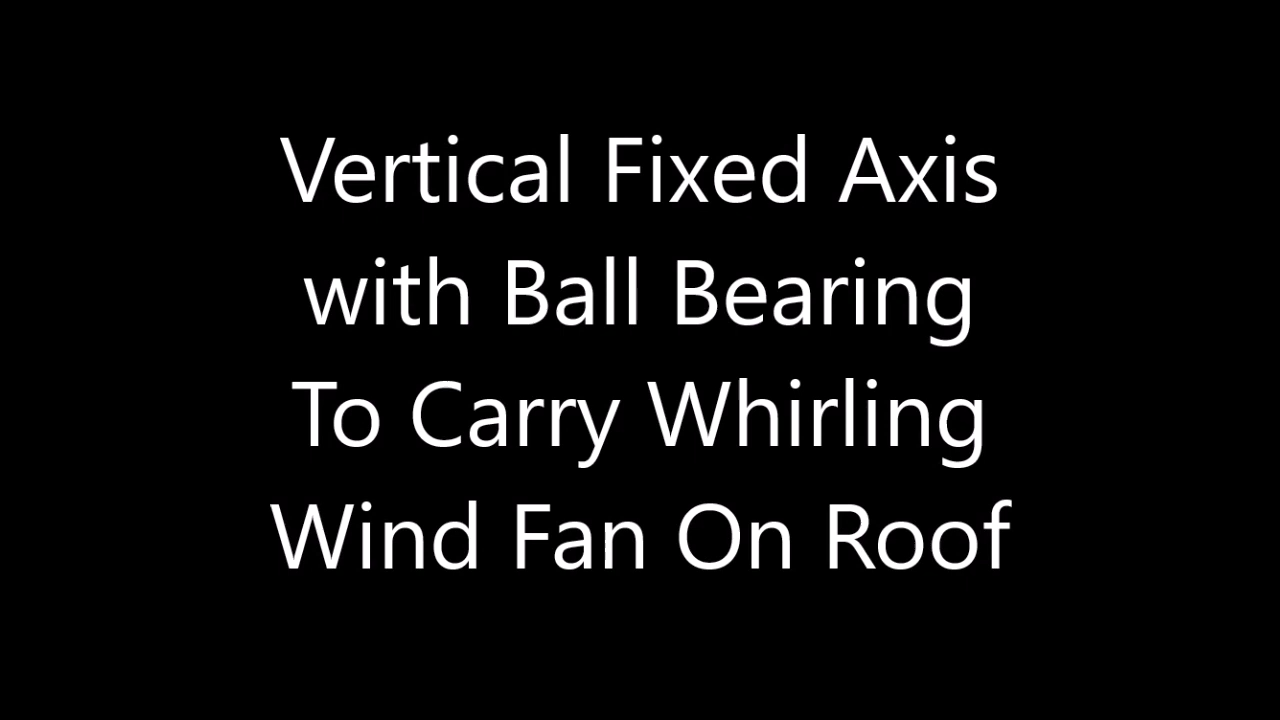 Vertical Fixed Axis
with Ball Bearing
To Carry Whirling
Wind Fan On Roof